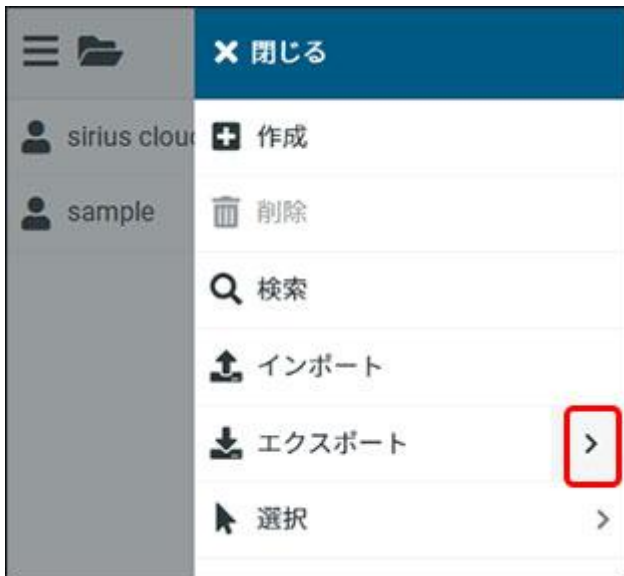 閉じる
sirius clou
作成
sample
削除
検索
インポート
エクスポート
選択